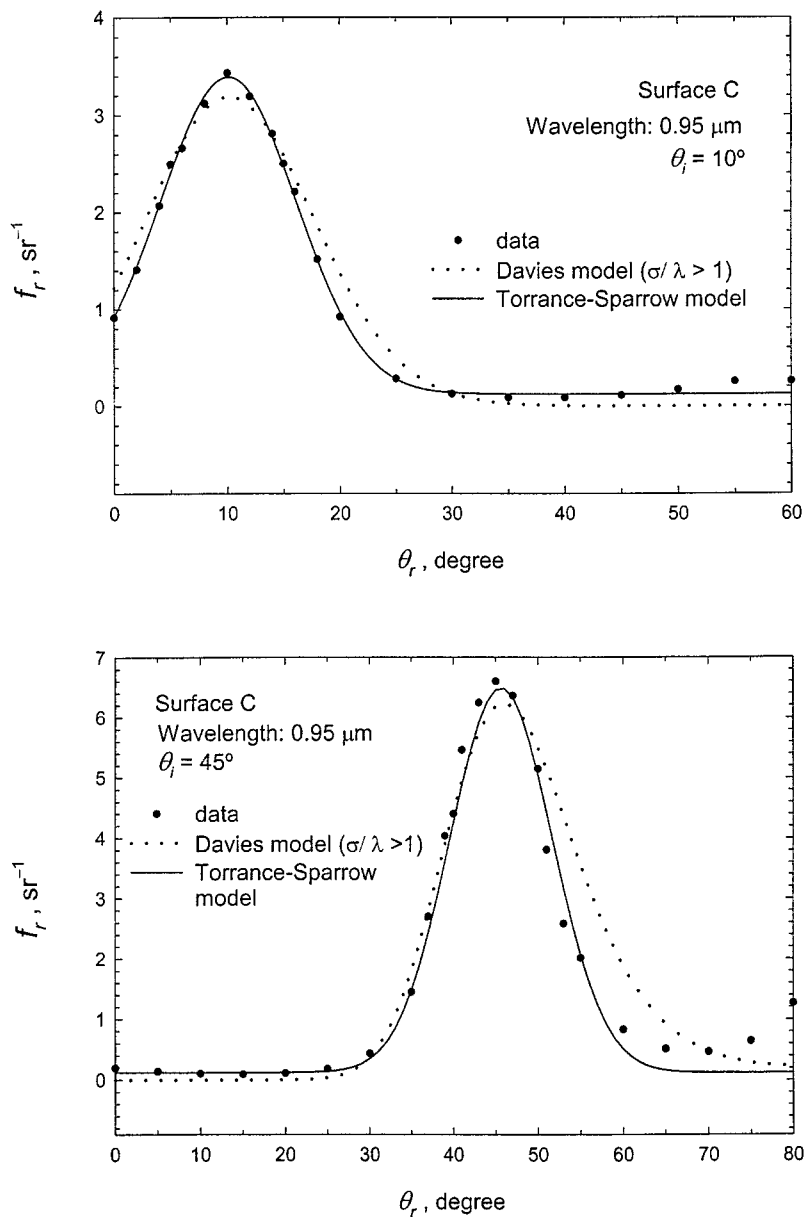 4
3
2
1
0
f_r , sr⁻¹
Surface C
Wavelength: 0.95 μm
θ_i = 10º
data
Davies model (σ/ λ > 1)
Torrance-Sparrow model
0 10 20 30 40 50 60
θ_r , degree
7
6
5
4
3
2
1
0
f_r , sr⁻¹
Surface C
Wavelength: 0.95 μm
θ_i = 45º
data
Davies model (σ/ λ >1)
Torrance-Sparrow
model
0 10 20 30 40 50 60 70 80
θ_r , degree